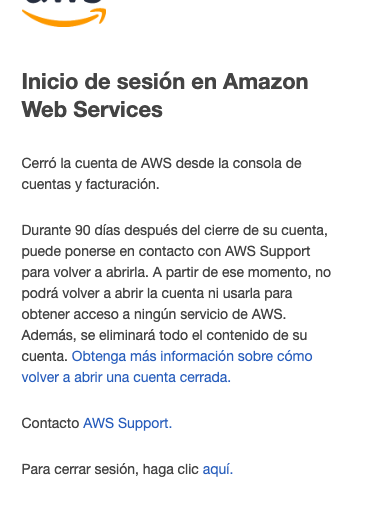 aws
Inicio de sesión en Amazon
Web Services
Cerró la cuenta de AWS desde la consola de
cuentas y facturación.
Durante 90 días después del cierre de su cuenta,
puede ponerse en contacto con AWS Support
para volver a abrirla. A partir de ese momento, no
podrá volver a abrir la cuenta ni usarla para
obtener acceso a ningún servicio de AWS.
Además, se eliminará todo el contenido de su
cuenta. Obtenga más información sobre cómo
volver a abrir una cuenta cerrada.
Contacto AWS Support.
Para cerrar sesión, haga clic aquí.